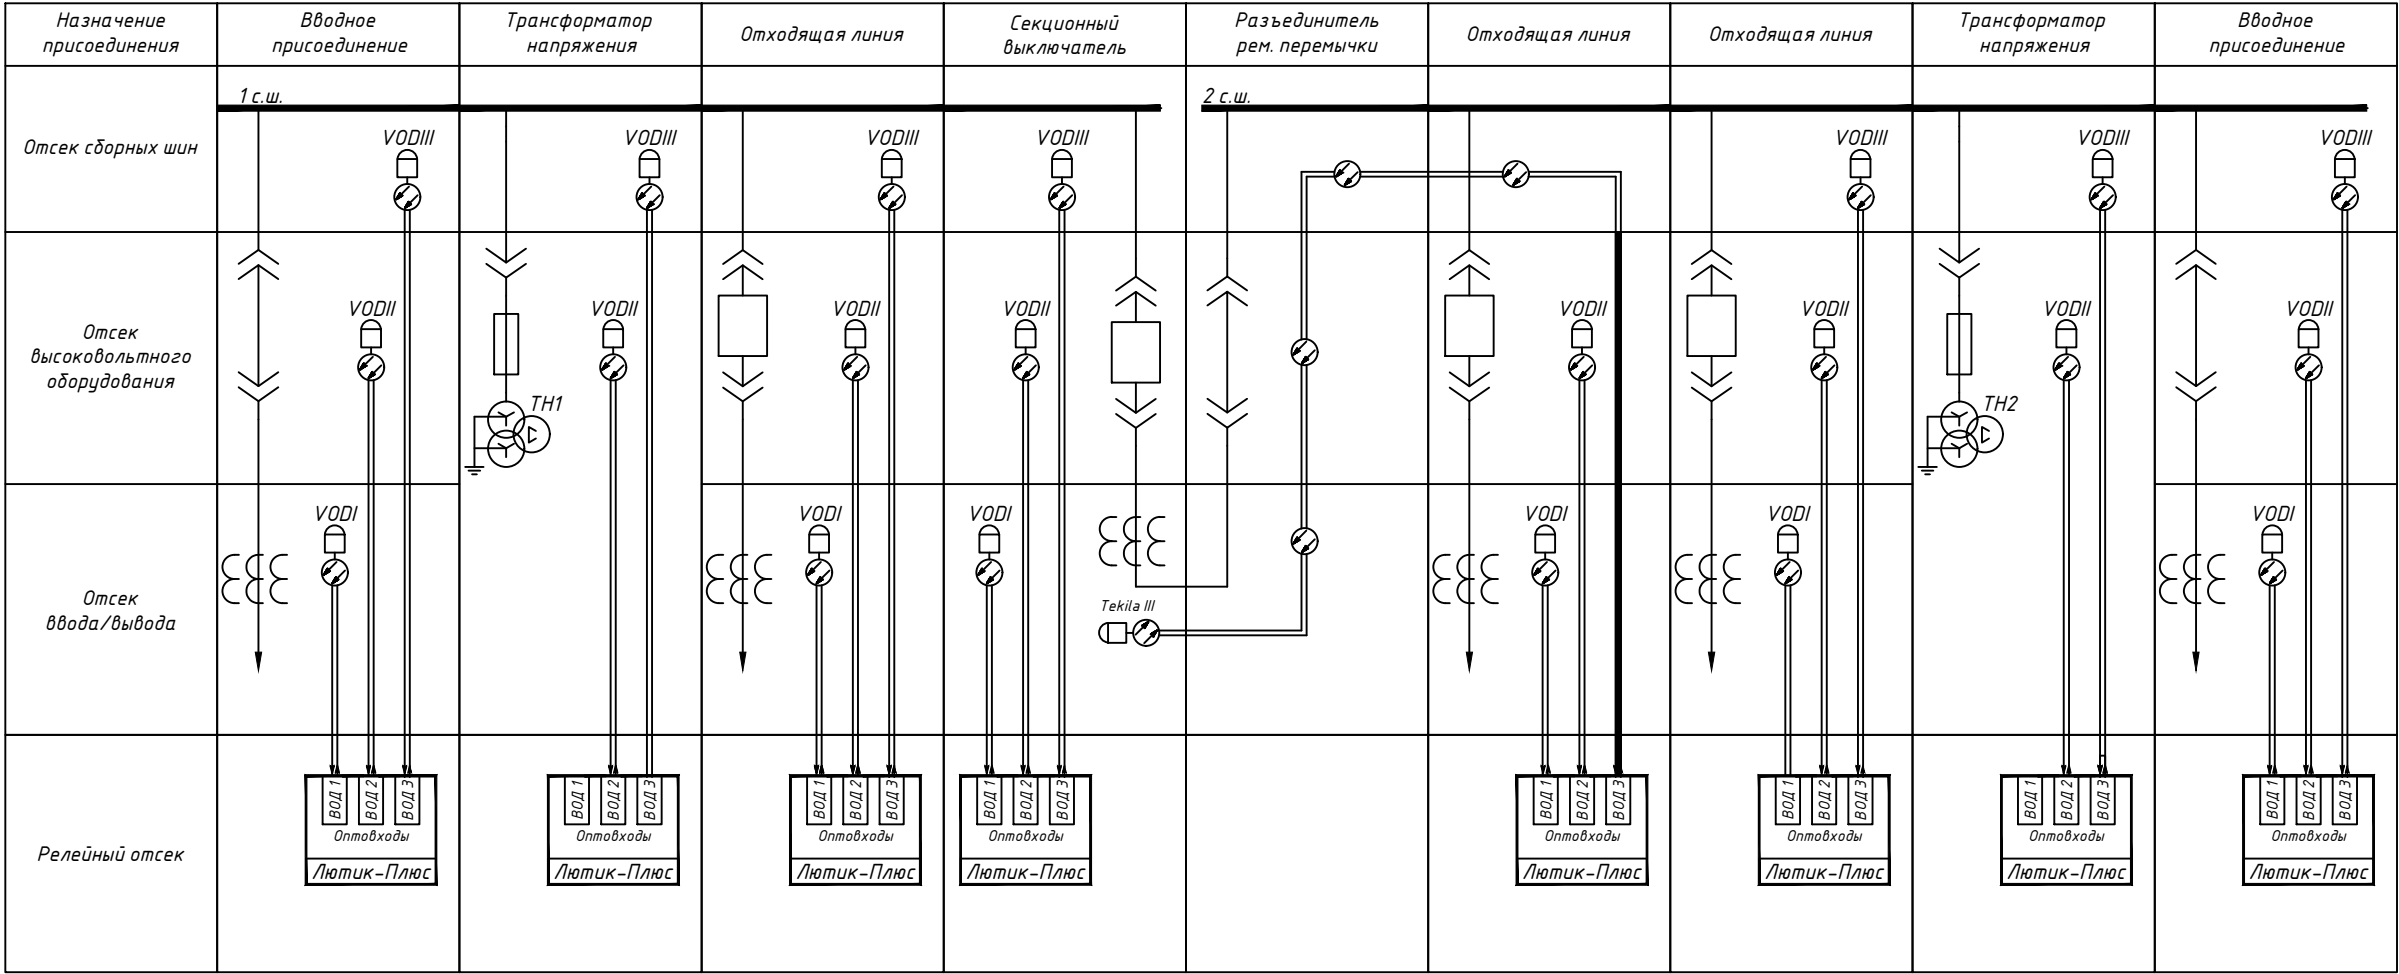 Назначение
присоединения
Вводное
присоединение
Трансформатор
напряжения
Отходящая линия
Секционный
выключатель
Разъединитель
рем. перемычки
Отходящая линия
Отходящая линия
Трансформатор
напряжения
Вводное
присоединение
Отсек сборных шин
1 с.ш.
2 с.ш.
VODIII
VODIII
VODIII
VODIII
VODIII
VODIII
VODIII
Отсек
высоковольтного
оборудования
VODII
VODII
VODII
VODII
VODII
VODII
VODII
VODII
ТН1
ТН2
Отсек
ввода/вывода
VODI
VODI
VODI
VODI
VODI
VODI
Tekila III
Релейный отсек
ВОД 1
ВОД 2
ВОД 3
Оптовходы
Лютик-Плюс
ВОД 1
ВОД 2
ВОД 3
Оптовходы
Лютик-Плюс
ВОД 1
ВОД 2
ВОД 3
Оптовходы
Лютик-Плюс
ВОД 1
ВОД 2
ВОД 3
Оптовходы
Лютик-Плюс
ВОД 1
ВОД 2
ВОД 3
Оптовходы
Лютик-Плюс
ВОД 1
ВОД 2
ВОД 3
Оптовходы
Лютик-Плюс
ВОД 1
ВОД 2
ВОД 3
Оптовходы
Лютик-Плюс
ВОД 1
ВОД 2
ВОД 3
Оптовходы
Лютик-Плюс